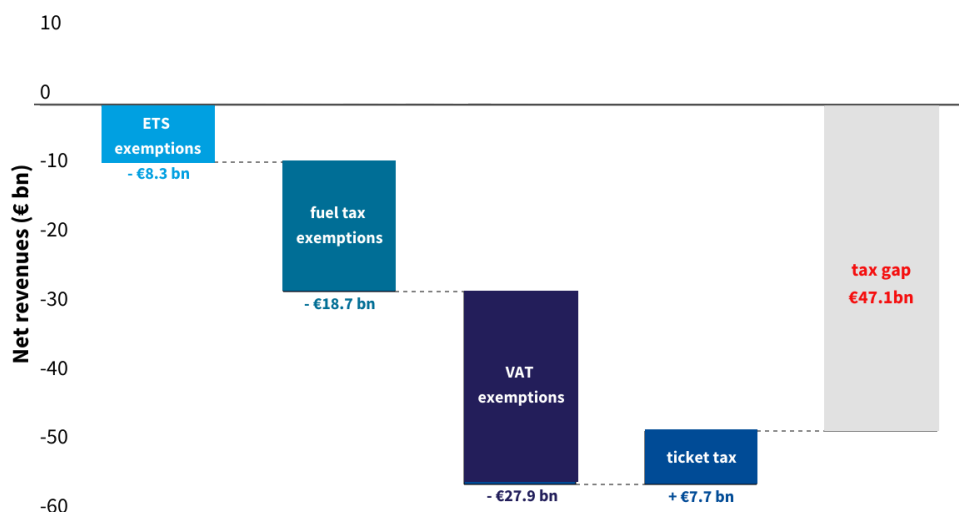 10
0
-10
-20
-30
-40
-50
-60
Net revenues (€ bn)
ETS
exemptions
- €8.3 bn
fuel tax
exemptions
- €18.7 bn
VAT
exemptions
- €27.9 bn
ticket tax
+ €7.7 bn
tax gap
€47.1bn